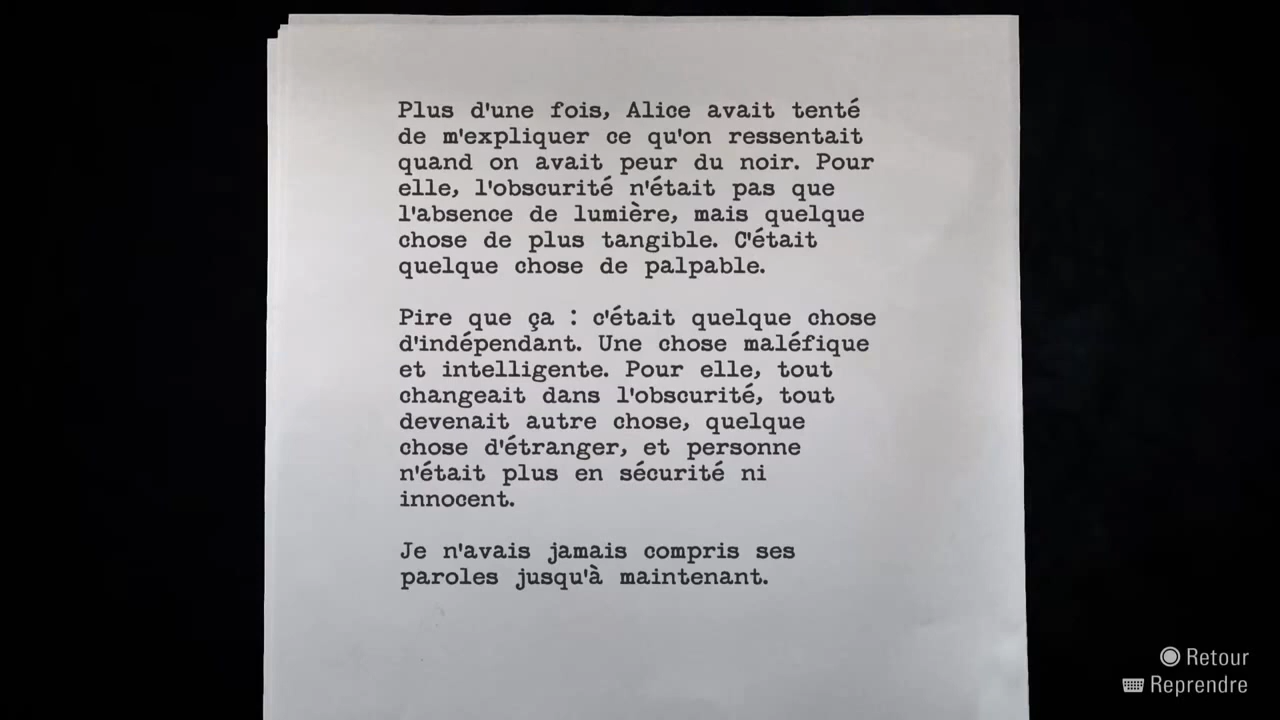 Plus d'une fois, Alice avait tenté
de m'expliquer ce qu'on ressentait
quand on avait peur du noir. Pour
elle, l'obscurité n'était pas que
l'absence de lumière, mais quelque
chose de plus tangible. C'était
quelque chose de palpable.
Pire que ça : c'était quelque chose
d'indépendant. Une chose maléfique
et intelligente. Pour elle, tout
changeait dans l'obscurité, tout
devenait autre chose, quelque
chose d'étranger, et personne
n'était plus en sécurité ni
innocent.
Je n'avais jamais compris ses
paroles jusqu'à maintenant.
Retour
Reprendre